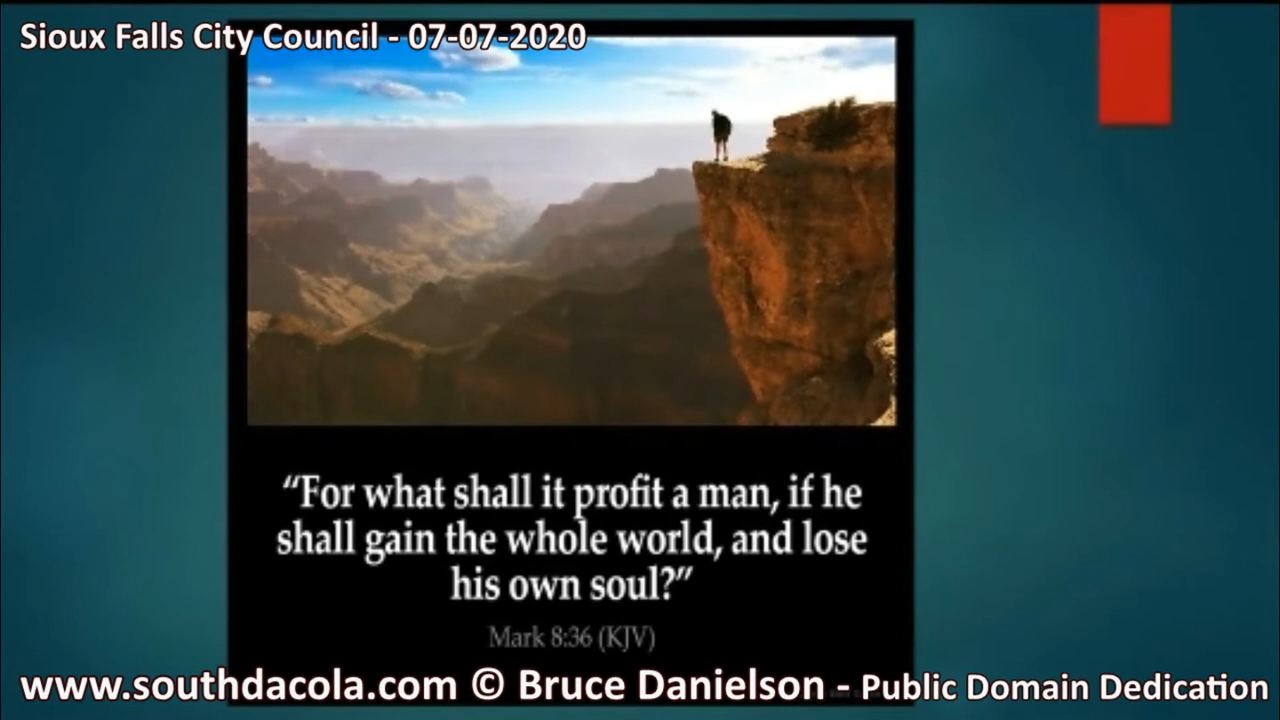 Sioux Falls City Council - 07-07-2020
“For what shall it profit a man, if he
shall gain the whole world, and lose
his own soul?”
Mark 8:36 (KJV)
www.southdacola.com © Bruce Danielson - Public Domain Dedication